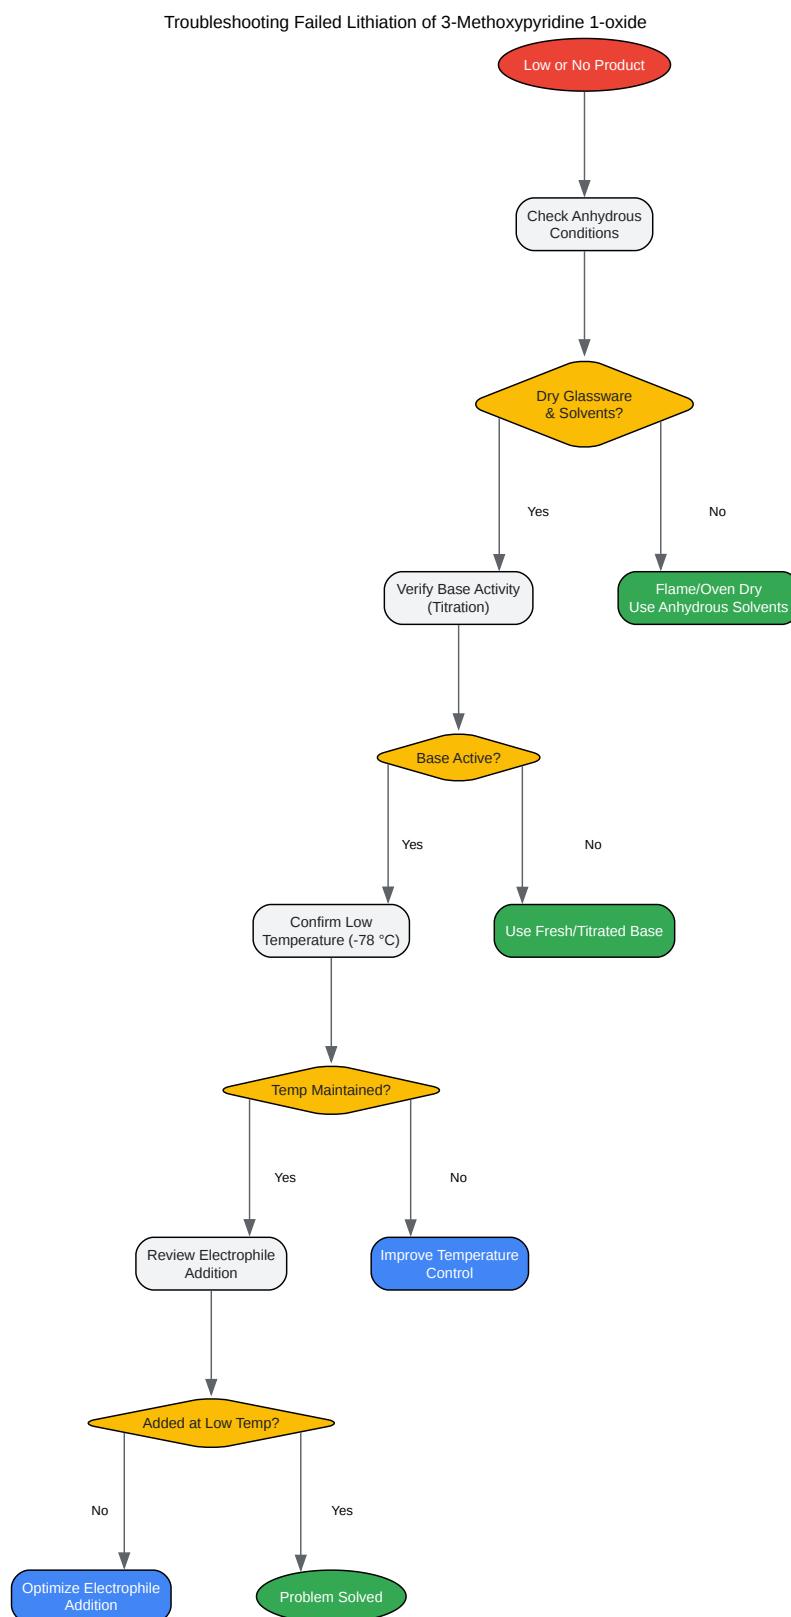 Troubleshooting Failed Lithiation of 3-Methoxypyridine 1-oxide
Low or No Product
Check Anhydrous
Conditions
Dry Glassware
& Solvents?
Yes
No
Verify Base Activity
(Titration)
Flame/Oven Dry
Use Anhydrous Solvents
Base Active?
Yes
No
Confirm Low
Temperature (-78 °C)
Use Fresh/Titrated Base
Temp Maintained?
Yes
No
Review Electrophile
Addition
Improve Temperature
Control
Added at Low Temp?
No
Yes
Optimize Electrophile
Addition
Problem Solved